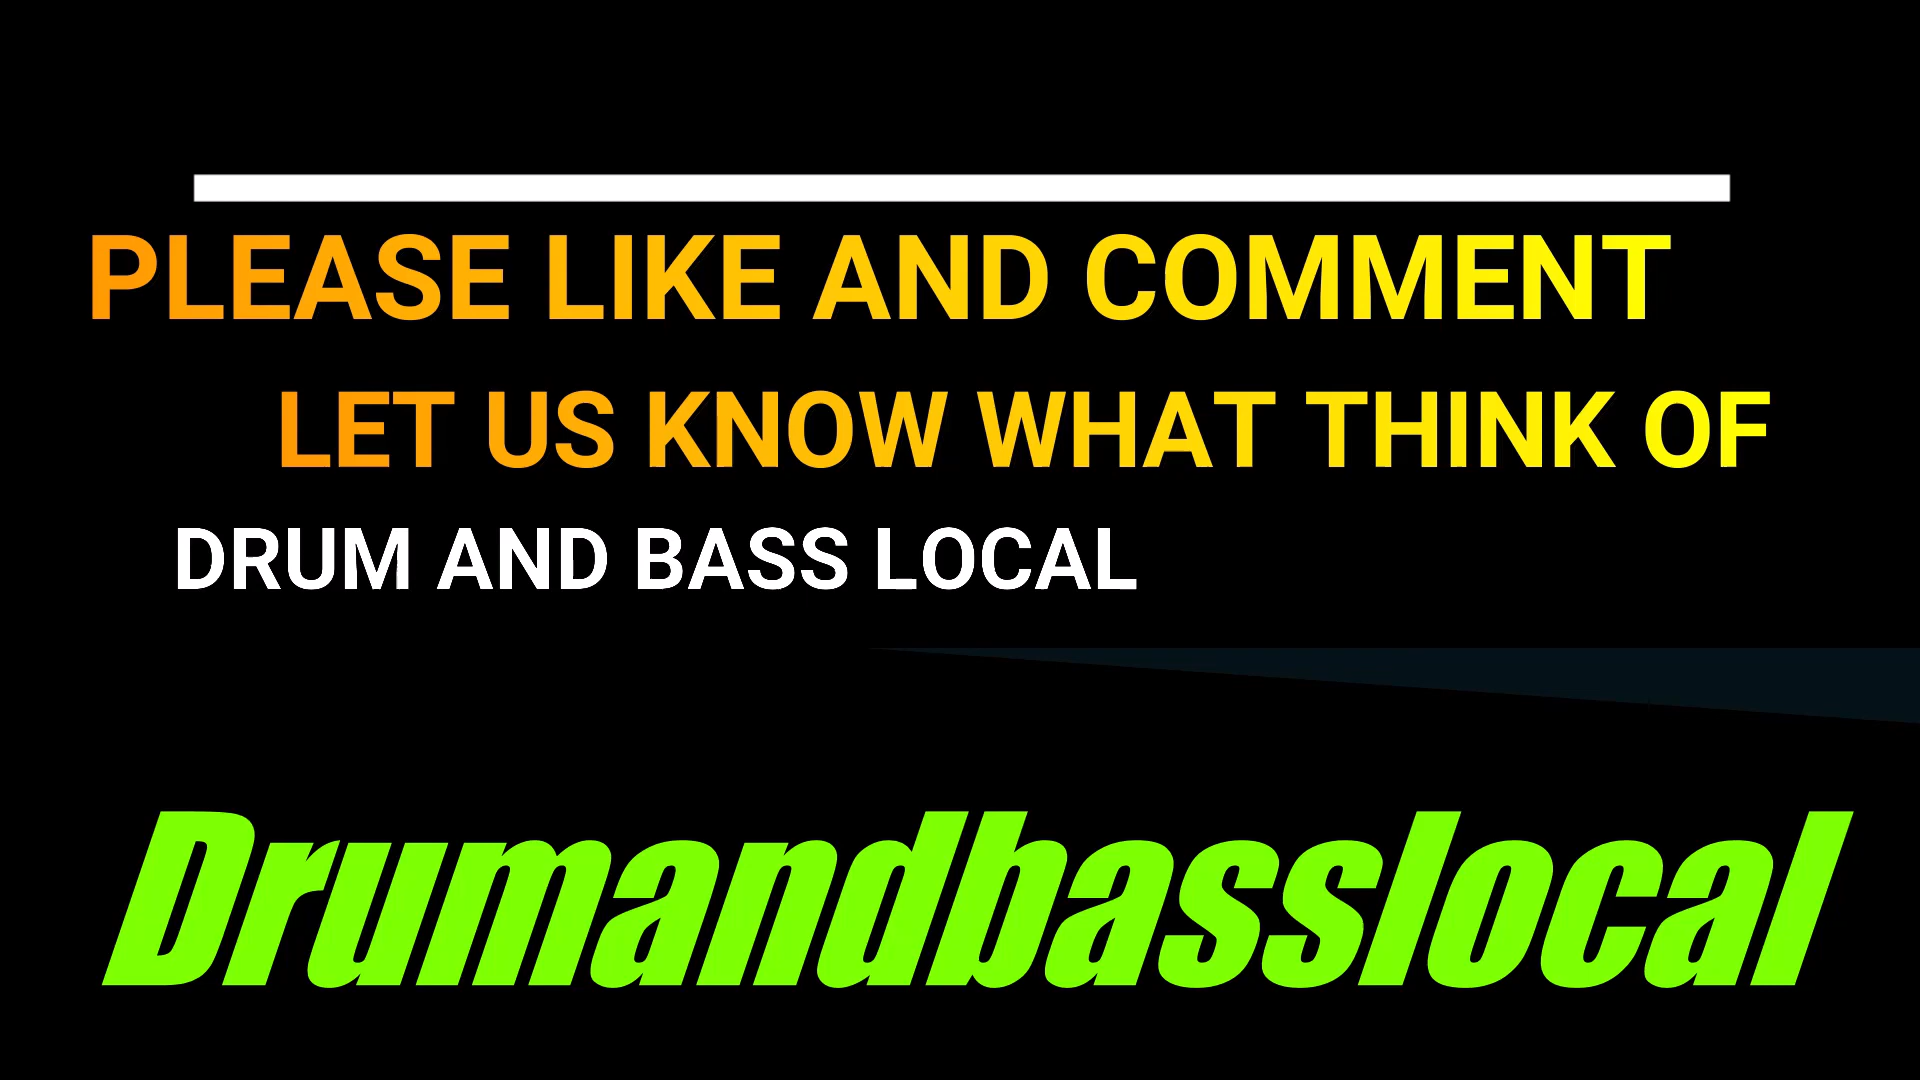 PLEASE LIKE AND COMMENT
LET US KNOW WHAT THINK OF
DRUM AND BASS LOCAL
Drumandbasslocal